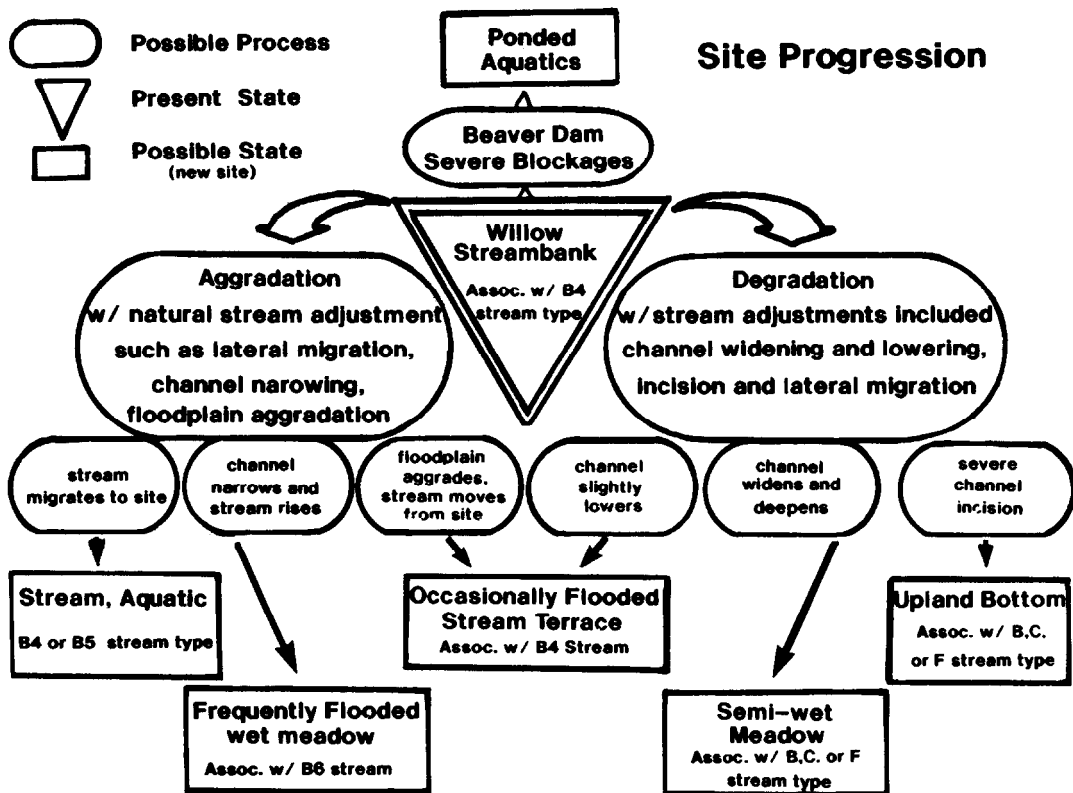 Possible Process
Present State
Possible State
(new site)
Site Progression
Ponded
Aquatics
Beaver Dam
Severe Blockages
Willow
Streambank
Assoc. w/ B4
stream type
Aggradation
w/ natural stream adjustment
such as lateral migration,
channel narowing,
floodplain aggradation
Degradation
w/stream adjustments included
channel widening and lowering,
incision and lateral migration
stream
migrates to site
channel
narrows and
stream rises
floodplain
aggrades,
stream moves
from site
channel
slightly
lowers
channel
widens and
deepens
severe
channel
incision
Stream, Aquatic
B4 or B5 stream type
Occasionally Flooded
Stream Terrace
Assoc. w/ B4 Stream
Upland Bottom
Assoc. w/ B,C.
or F stream type
Frequently Flooded
wet meadow
Assoc. w/ B6 stream
Semi-wet
Meadow
Assoc. w/ B,C. or F
stream type